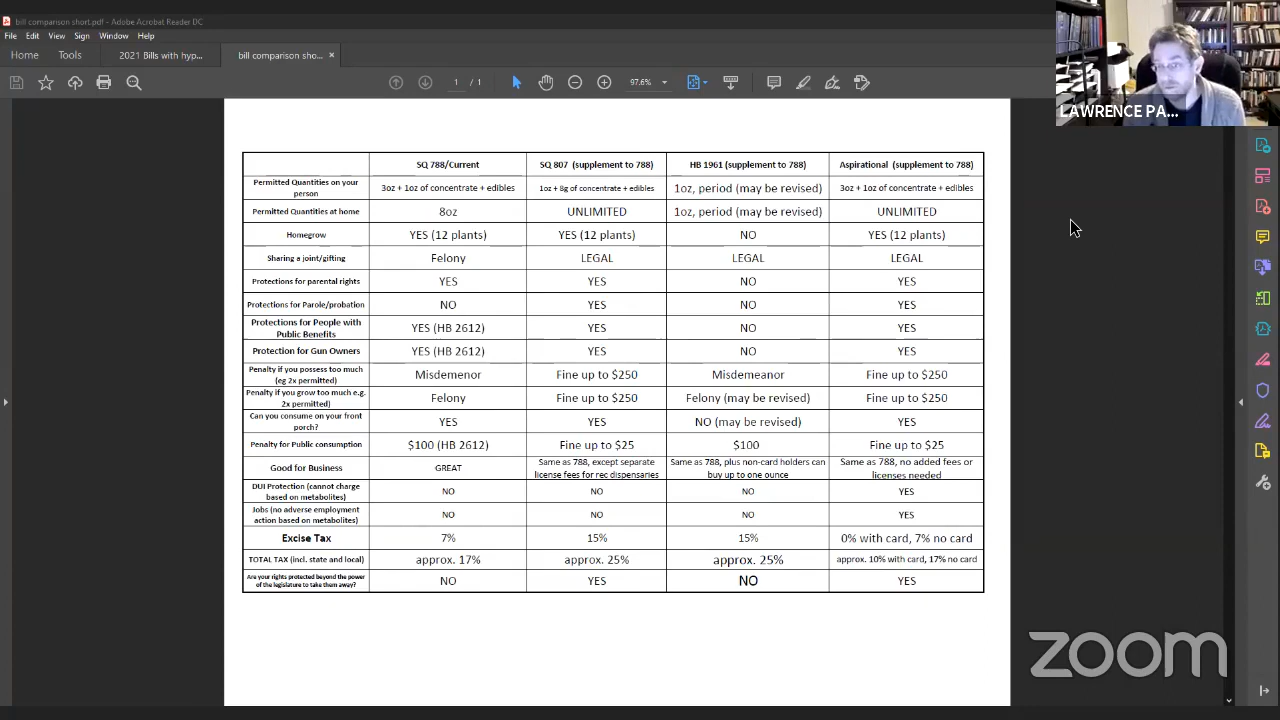 bill comparison short.pdf - Adobe Acrobat Reader DC
File Edit View Sign Window Help
Home Tools 2021 Bills with hyp... bill comparison sho... ×
1 / 1 97.6%
LAWRENCE PA...
SQ 788/Current SQ 807 (supplement to 788) HB 1961 (supplement to 788) Aspirational (supplement to 788)
Permitted Quantities on your
person
3oz + 1oz of concentrate + edibles 1oz + 8g of concentrate + edibles 1oz, period (may be revised) 3oz + 1oz of concentrate + edibles
Permitted Quantities at home 8oz UNLIMITED 1oz, period (may be revised) UNLIMITED
Homegrow YES (12 plants) YES (12 plants) NO YES (12 plants)
Sharing a joint/gifting Felony LEGAL LEGAL LEGAL
Protections for parental rights YES YES NO YES
Protections for Parole/probation NO YES NO YES
Protections for People with
Public Benefits
YES (HB 2612) YES NO YES
Protection for Gun Owners YES (HB 2612) YES NO YES
Penalty if you possess too much
(eg 2x permitted)
Misdemenor Fine up to $250 Misdemeanor Fine up to $250
Penalty if you grow too much e.g.
2x permitted)
Felony Fine up to $250 Felony (may be revised) Fine up to $250
Can you consume on your front
porch?
YES YES NO (may be revised) YES
Penalty for Public consumption $100 (HB 2612) Fine up to $25 $100 Fine up to $25
Good for Business GREAT
Same as 788, except separate
license fees for rec dispensaries
Same as 788, plus non-card holders can
buy up to one ounce
Same as 788, no added fees or
licenses needed
DUI Protection (cannot charge
based on metabolites)
NO NO NO YES
Jobs (no adverse employment
action based on metabolites)
NO NO NO YES
Excise Tax 7% 15% 15% 0% with card, 7% no card
TOTAL TAX (incl. state and local) approx. 17% approx. 25% approx. 25% approx. 10% with card, 17% no card
Are your rights protected beyond the power
of the legislature to take them away?
NO YES NO YES
zoom